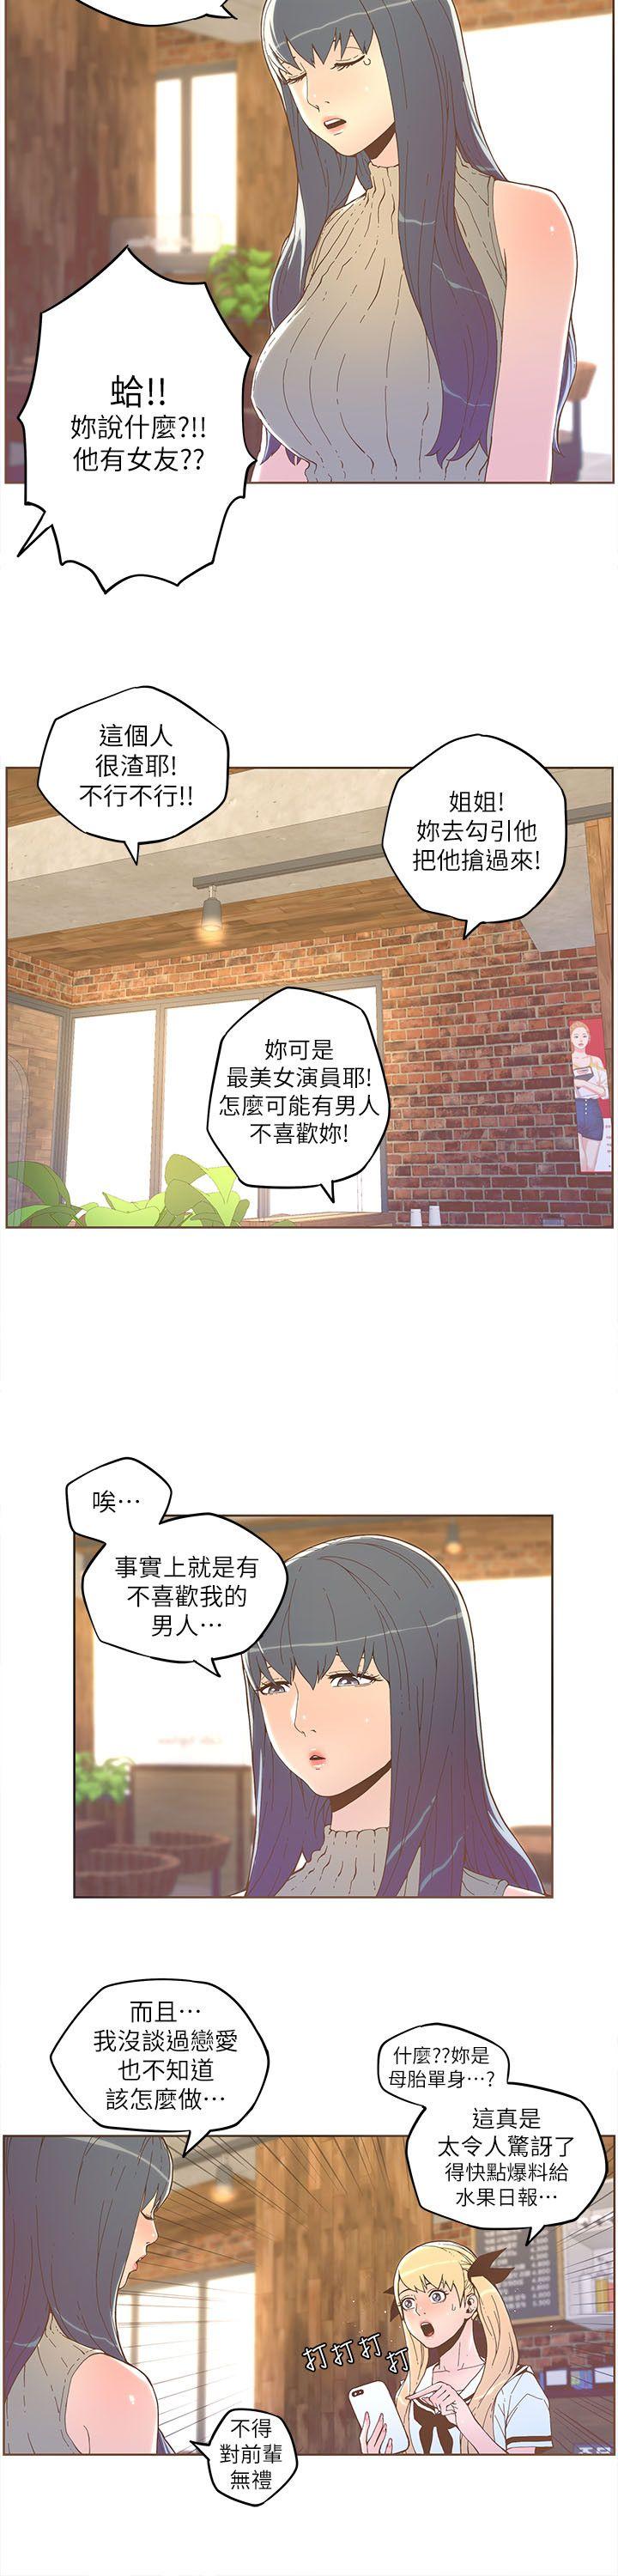 蛤!!
妳說什麼?!!
他有女友??
這個人
很渣耶!
不行不行!!
姐姐!
妳去勾引他
把他搶過來!
妳可是
最美女演員耶!
怎麼可能有男人
不喜歡妳!
唉…
事實上就是有
不喜歡我的
男人…
而且…
我沒談過戀愛
也不知道
該怎麼做…
什麼??妳是
母胎單身…?
這真是
太令人驚訝了
得快點爆料給
水果日報…
打打打
打
不得
對前輩
無禮